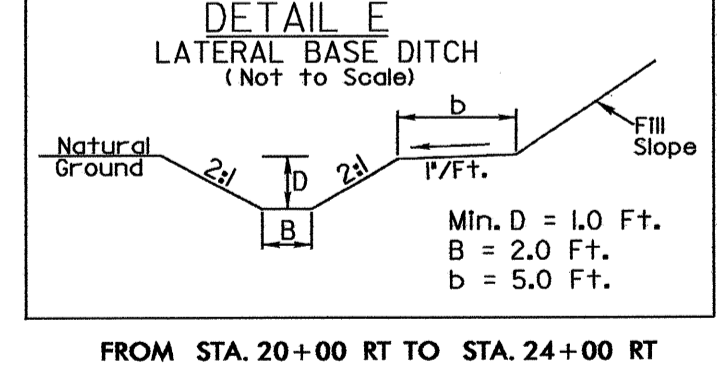 DETAIL E
LATERAL BASE DITCH
(Not to Scale)
b
Natural
Ground
2:1
D
2:1
1"/Ft.
Fill
Slope
B
Min. D = 1.0 Ft.
B = 2.0 Ft.
b = 5.0 Ft.
FROM STA. 20+00 RT TO STA. 24+00 RT